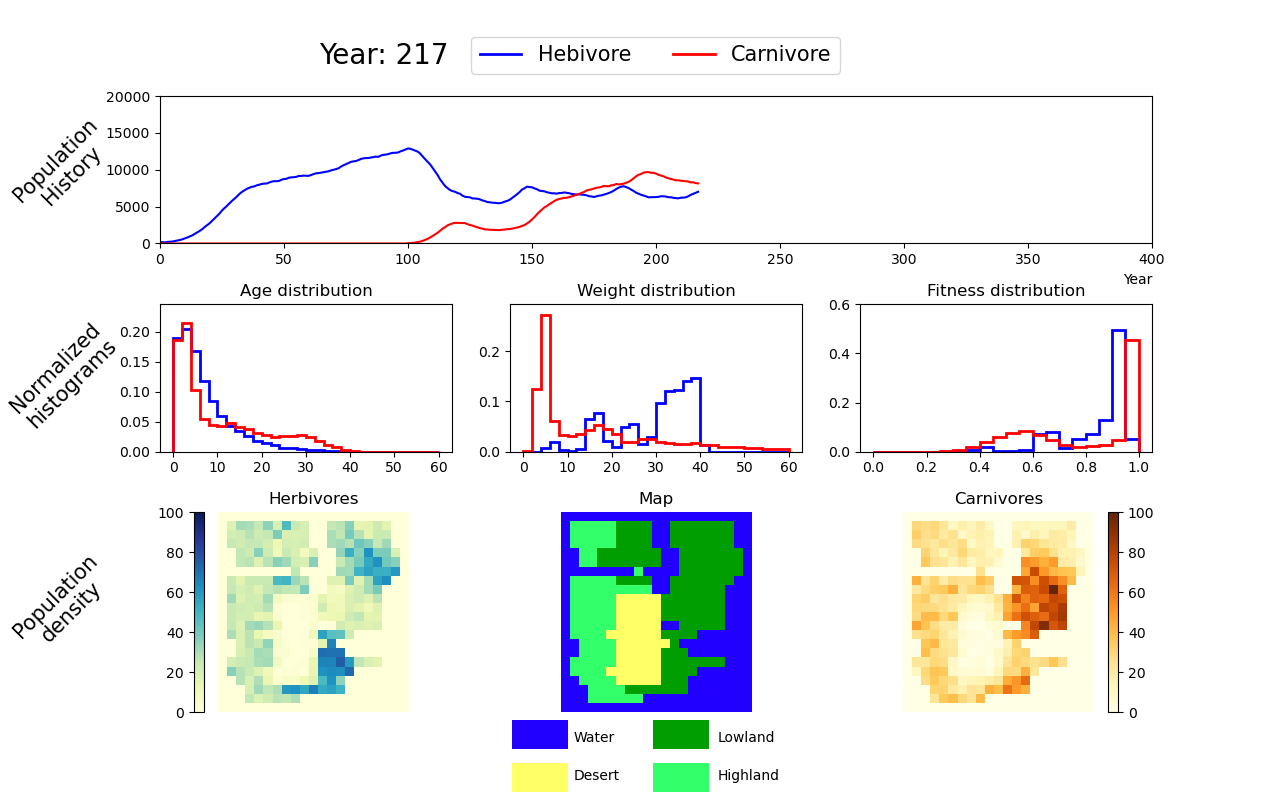 Year: 217
Hebivore
Carnivore
Population
History
20000
15000
10000
5000
0
0 50 100 150 200 250 300 350 400
Year
Normalized
histograms
Age distribution
0.20
0.15
0.10
0.05
0.00
0 10 20 30 40 50 60
Weight distribution
0.2
0.1
0.0
0 10 20 30 40 50 60
Fitness distribution
0.6
0.4
0.2
0.0
0.0 0.2 0.4 0.6 0.8 1.0
Population
density
Herbivores
100
80
60
40
20
0
Map
Carnivores
100
80
60
40
20
0
Water
Lowland
Desert
Highland